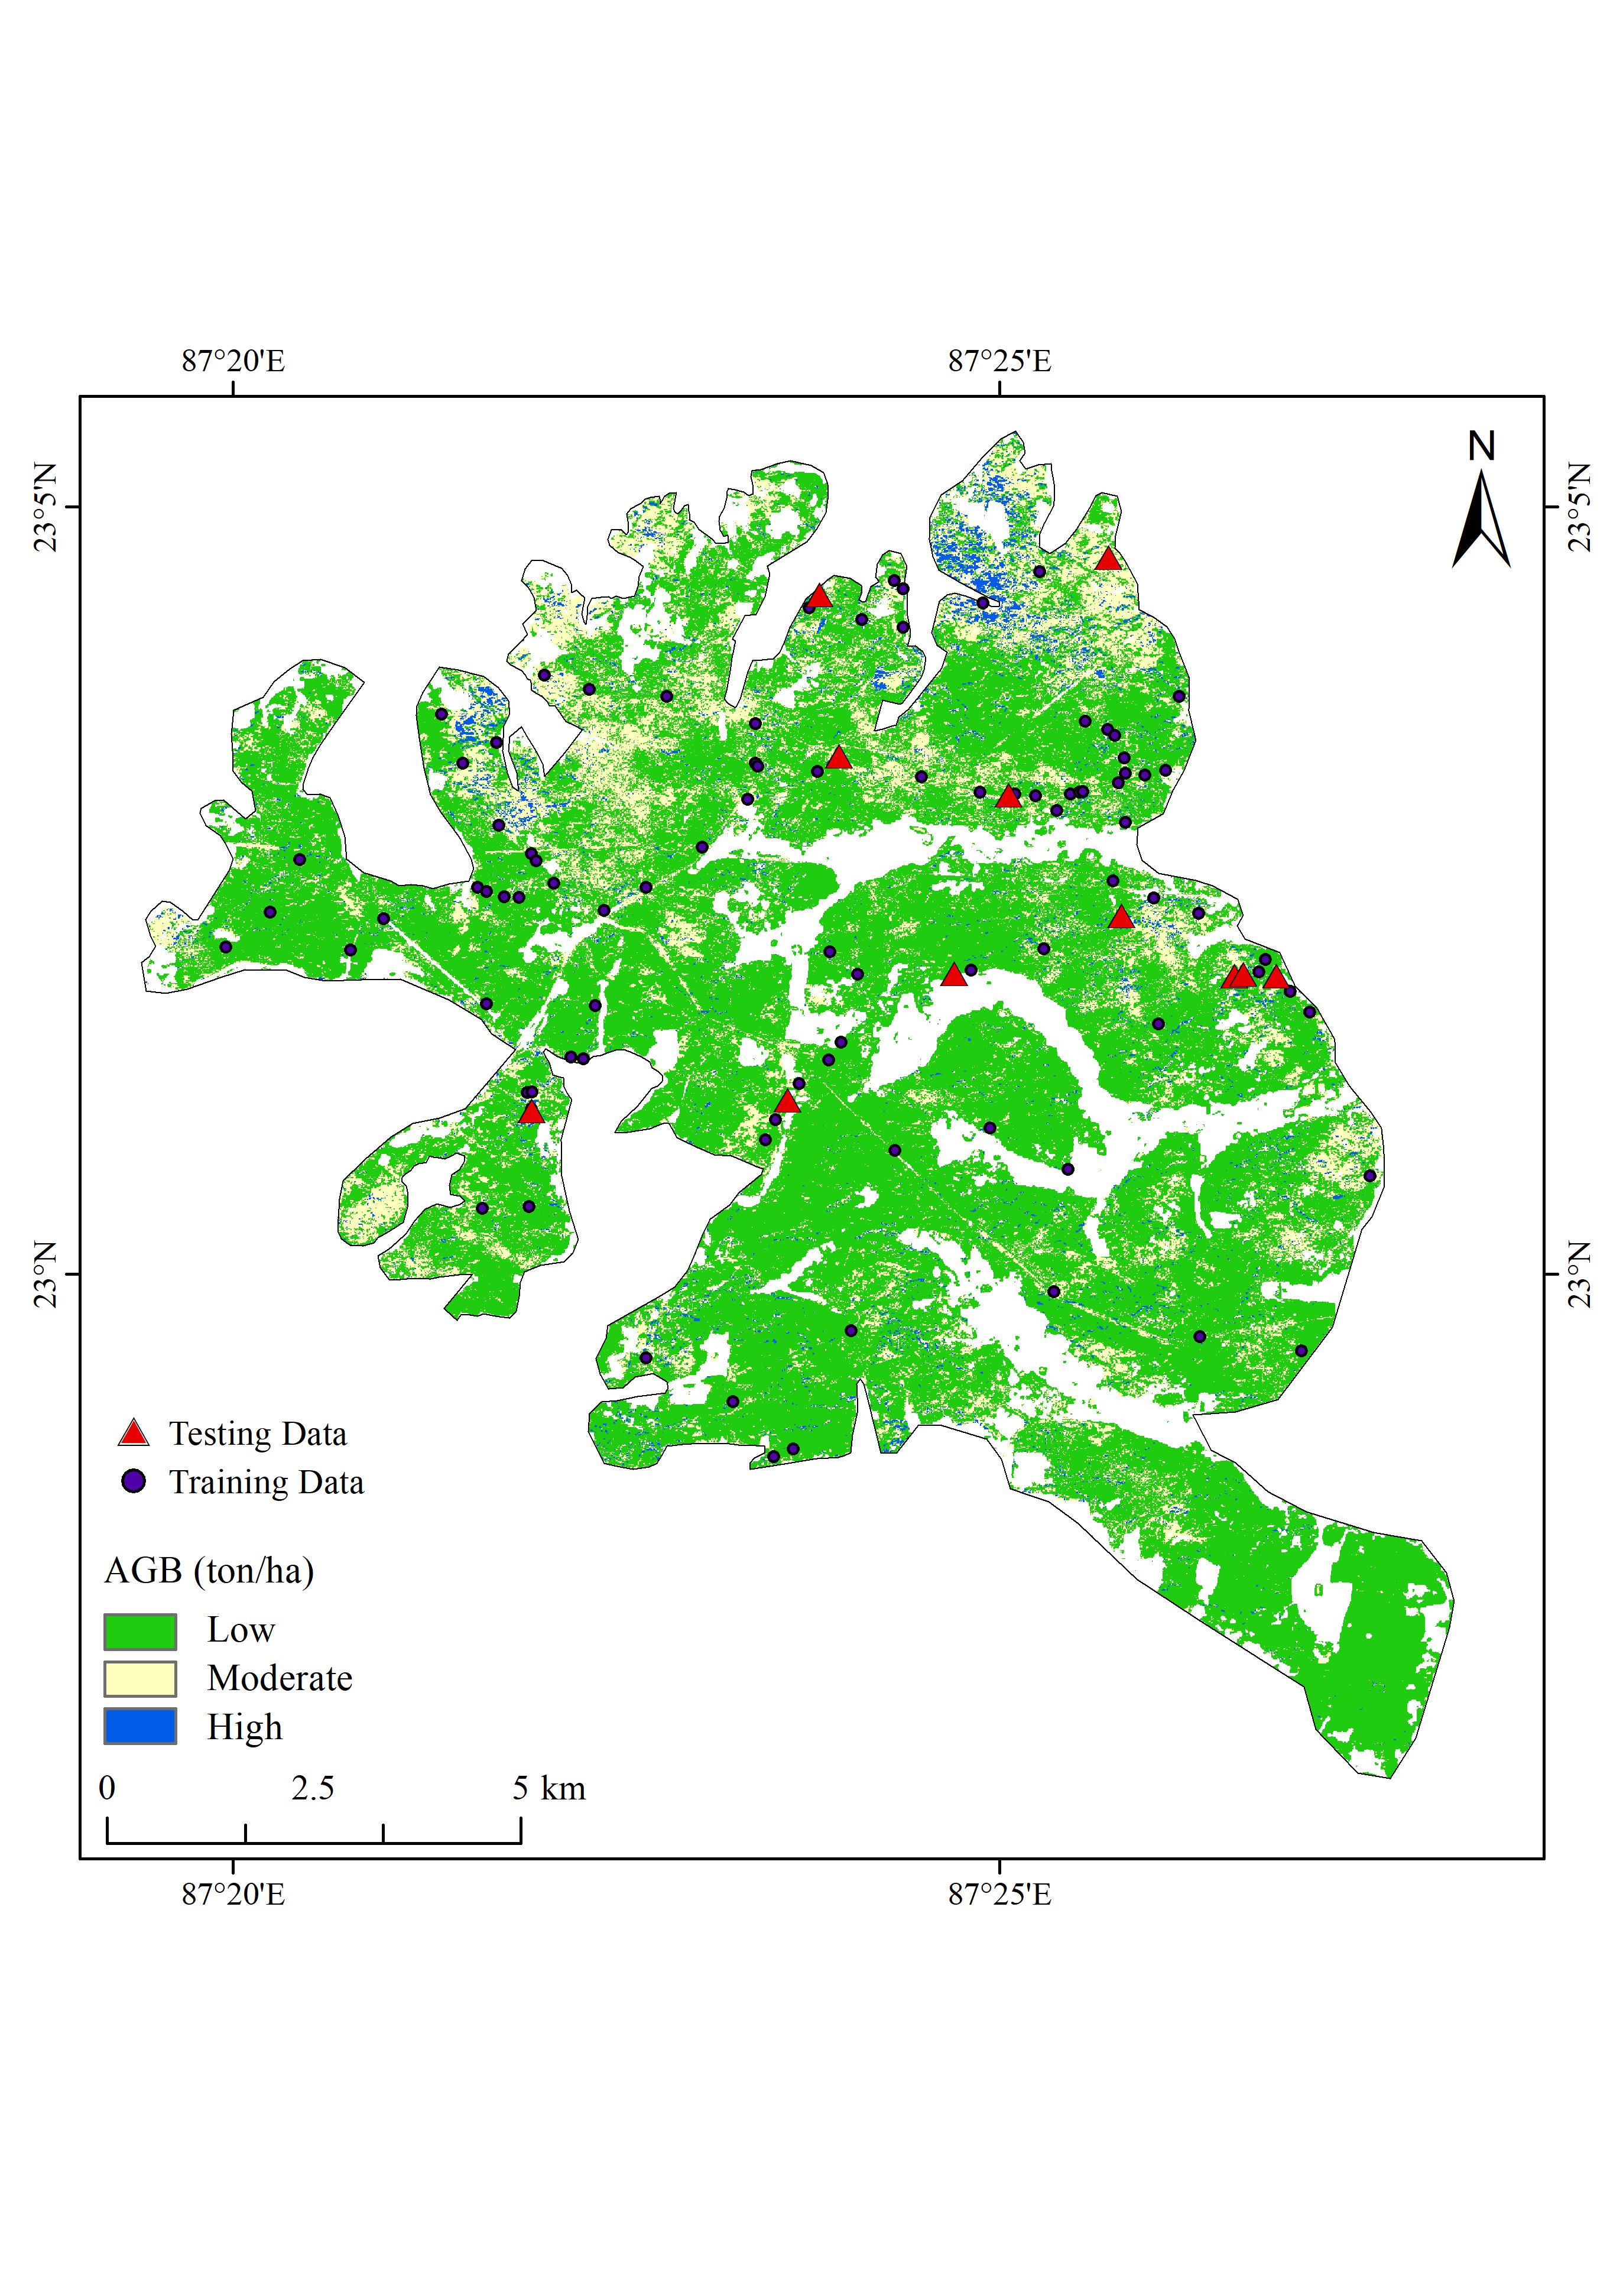 87°20'E 87°25'E
N
23°5'N 23°5'N
23°N 23°N
Testing Data
Training Data
AGB (ton/ha)
Low
Moderate
High
0 2.5 5 km
87°20'E 87°25'E